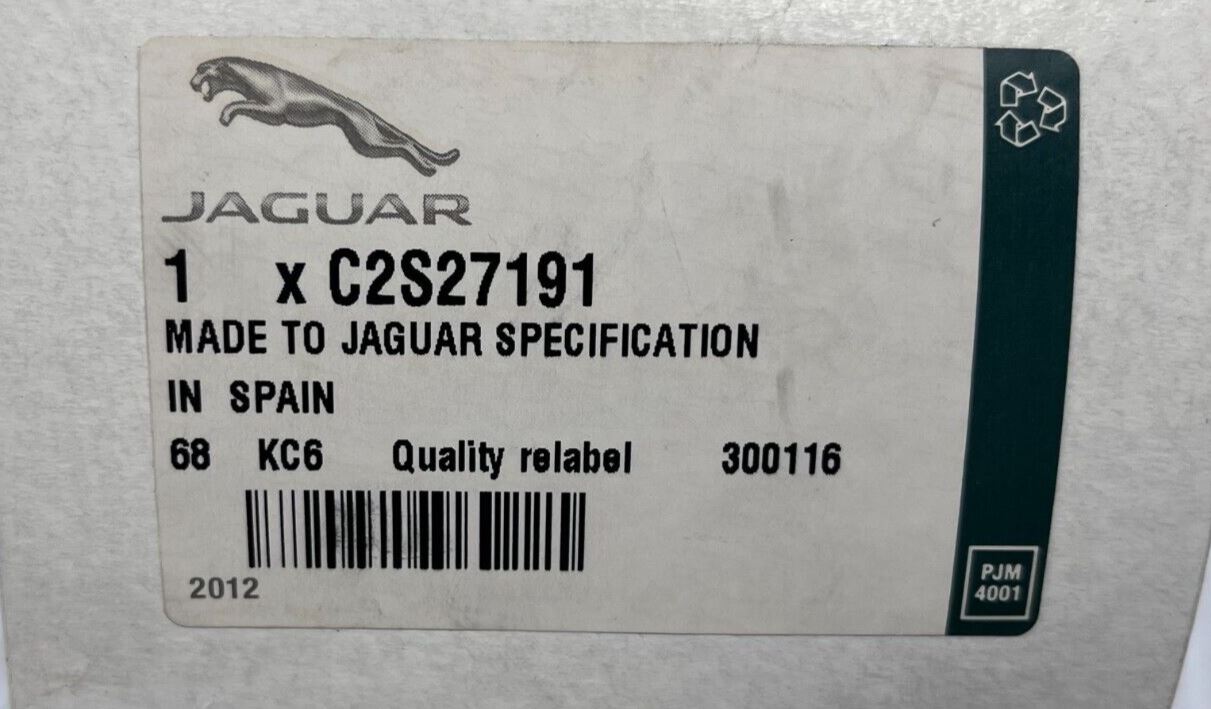 JAGUAR
1 x C2S27191
MADE TO JAGUAR SPECIFICATION
IN SPAIN
68 KC6 Quality relabel 300116
2012
PJM
4001